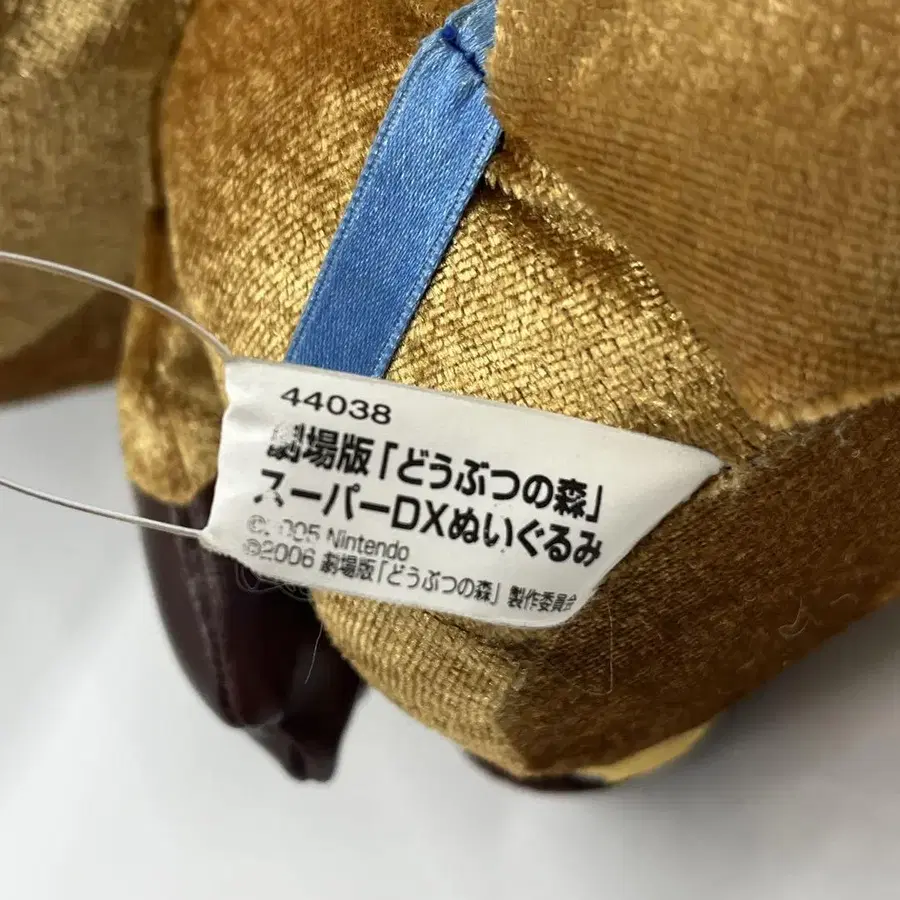 44038
劇場版「どうぶつの森」
スーパーDXぬいぐるみ
©2005 Nintendo
©2006 劇場版「どうぶつの森」製作委員会